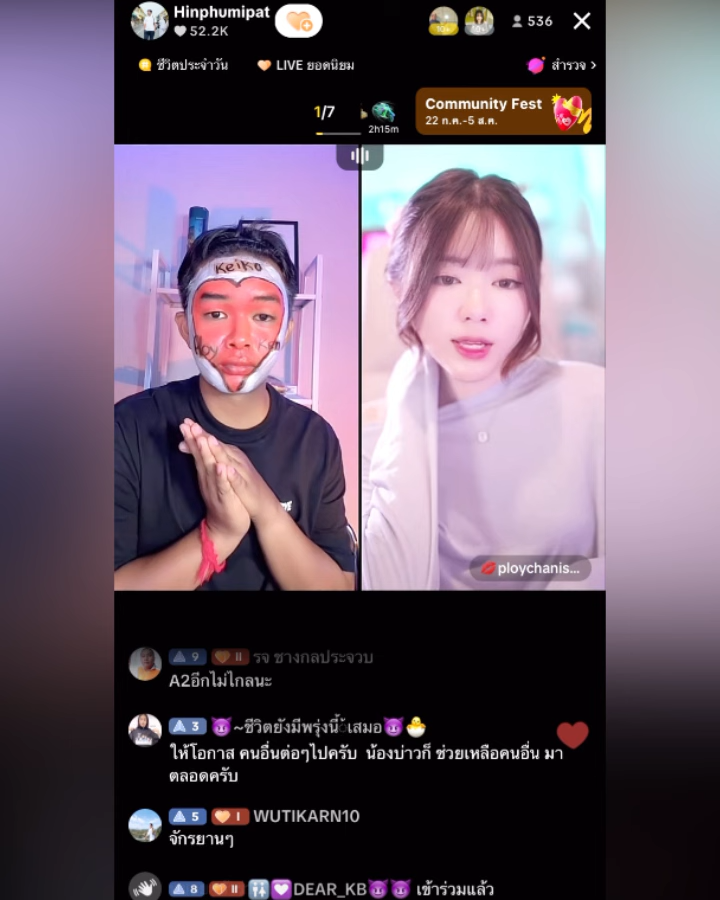 Hinphumipat
52.2K
536
ชีวิตประจำวัน
LIVE ยอดนิยม
สำรวจ >
1/7
2h15m
Community Fest
22 ก.ค.-5 ส.ค.
Keiko
ploychanis...
9 II รจ ชางกลประจวบ
A2อีกไม่ไกลนะ
3 ~ชีวิตยังมีพรุ่งนี้้เสมอ
ให้โอกาส คนอื่นต่อๆไปครับ น้องบ่าวก็ ช่วยเหลือคนอื่น มา
ตลอดครับ
5 I WUTIKARN10
จักรยานๆ
8 II DEAR_KB เข้าร่วมแล้ว